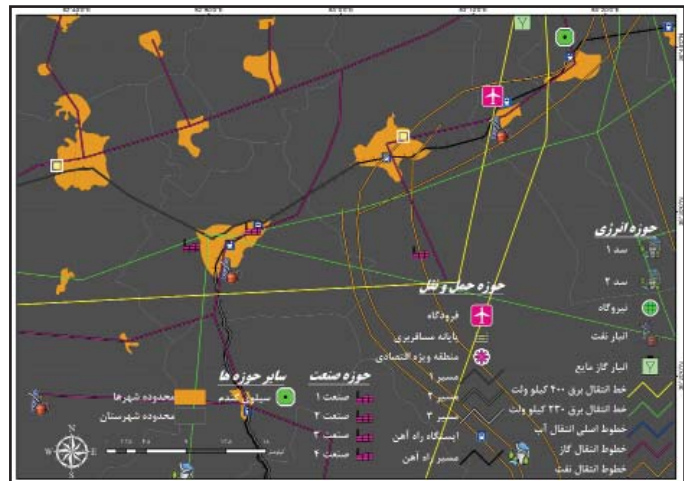 حوزه انرژی
سد ۱
سد ۲
نیروگاه
انبار نفت
انبار گاز مایع
خط انتقال برق ۴۰۰ کیلو ولت
خط انتقال برق ۲۳۰ کیلو ولت
خطوط اصلی انتقال آب
خطوط انتقال گاز
خطوط انتقال نفت
حوزه حمل و نقل
فرودگاه
پایانه مسافربری
منطقه ویژه اقتصادی
مسیر ۱
مسیر ۲
مسیر ۳
ایستگاه راه آهن
مسیر راه آهن
حوزه صنعت
صنعت ۱
صنعت ۲
صنعت ۳
صنعت ۴
سایر حوزه ها
سیلوی گندم
محدوده شهرها
محدوده شهرستان
N
W
E
S
کیلومتر